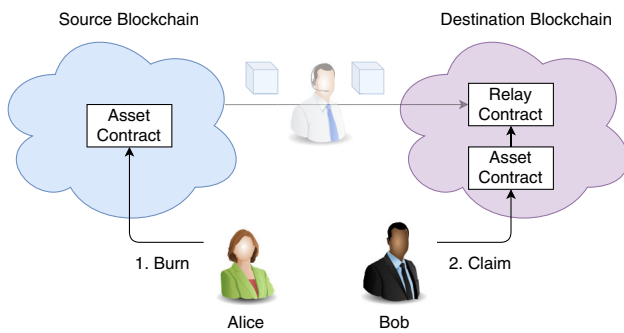 Source Blockchain
Destination Blockchain
Asset
Contract
Relay
Contract
Asset
Contract
1. Burn
2. Claim
Alice
Bob